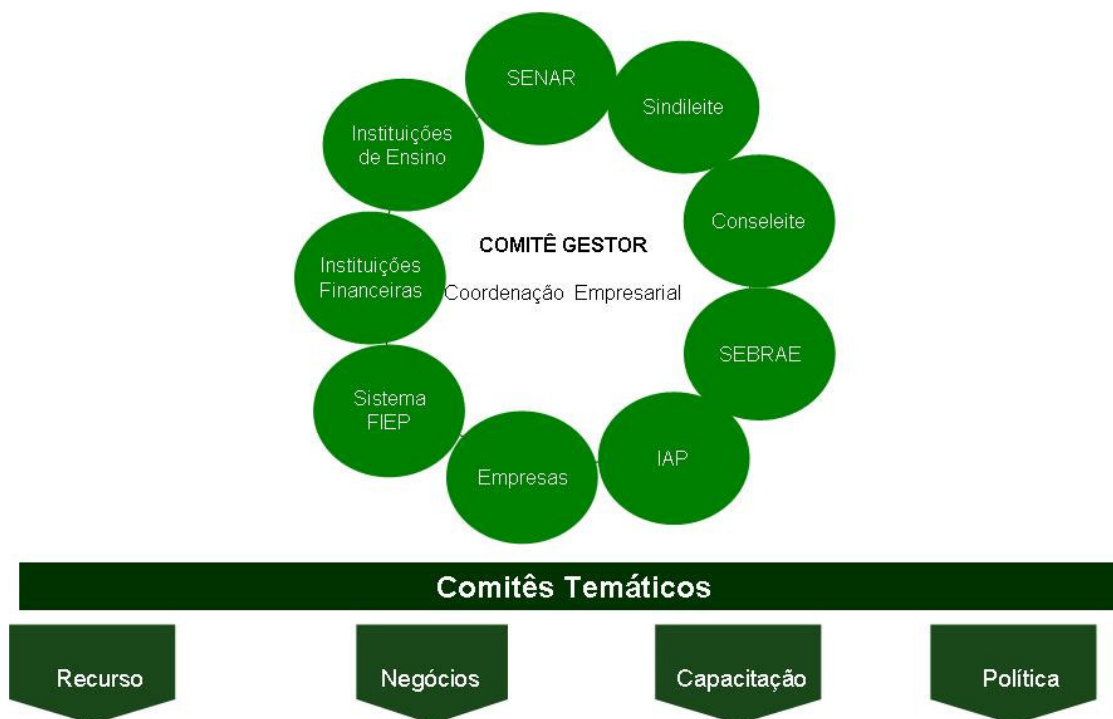 SENAR
Sindileite
Conseleite
SEBRAE
IAP
Empresas
Sistema
FIEP
Instituições
Financeiras
Instituições
de Ensino
COMITÊ GESTOR
Coordenação Empresarial
Comitês Temáticos
Recurso
Negócios
Capacitação
Política